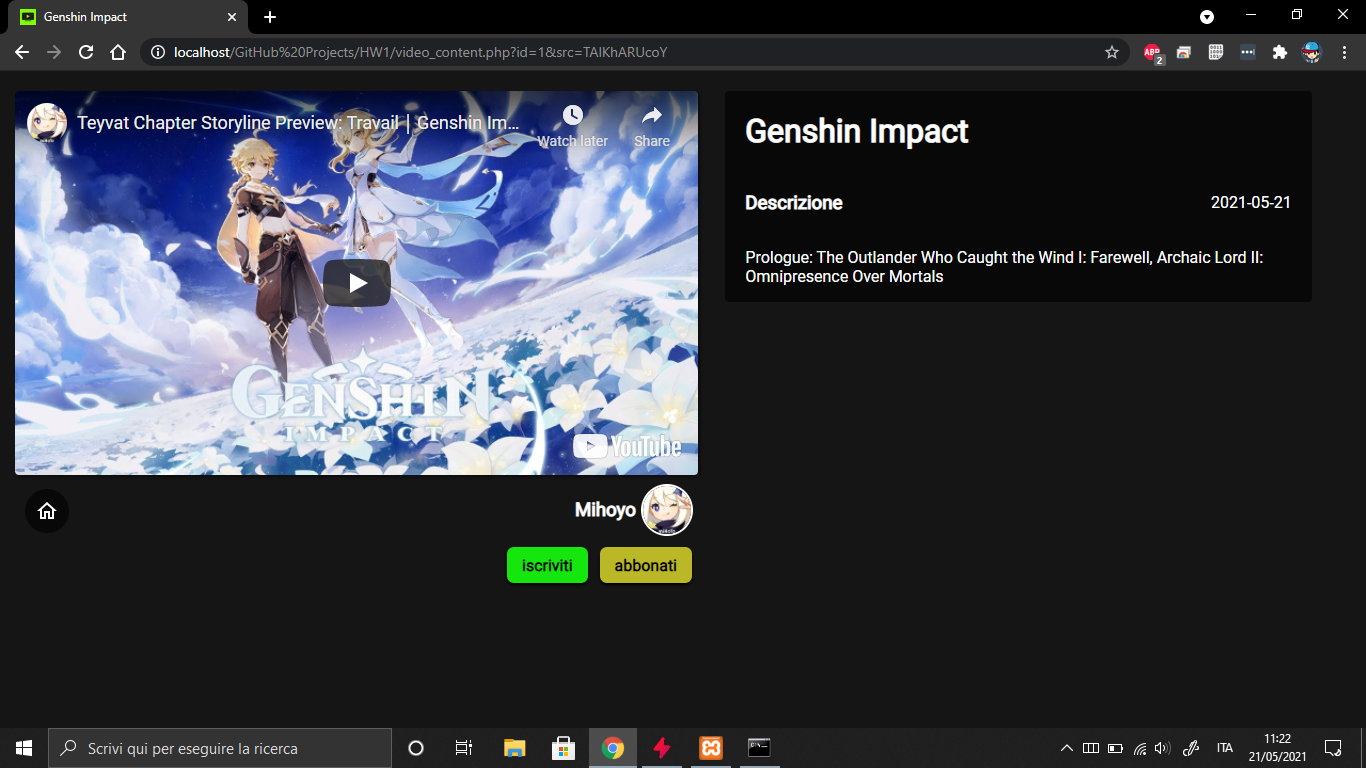 Genshin Impact
localhost/GitHub%20Projects/HW1/video_content.php?id=1&src=TAlKhARUcoY
ABP
2
Teyvat Chapter Storyline Preview: Travail | Genshin Im...
Watch later
Share
GENSHIN
IMPACT
YouTube
Mihoyo
iscriviti
abbonati
Genshin Impact
Descrizione
2021-05-21
Prologue: The Outlander Who Caught the Wind I: Farewell, Archaic Lord II:
Omnipresence Over Mortals
Scrivi qui per eseguire la ricerca
ITA
11:22
21/05/2021